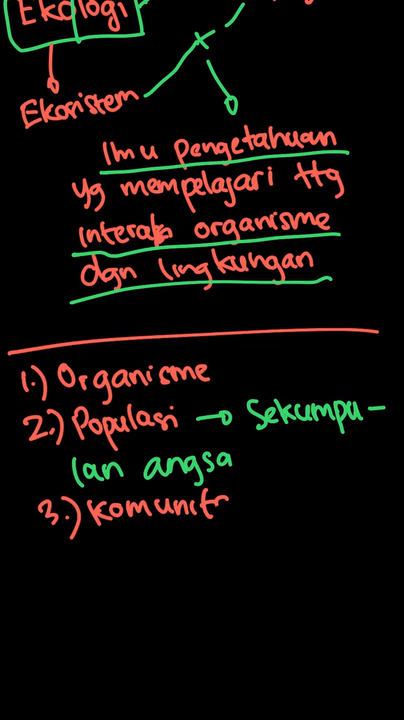 Ekologi
Ekosistem
Ilmu pengetahuan
yg mempelajari ttg
interaksi organisme
dgn lingkungan
1.) Organisme
2.) Populasi → Sekumpu-
lan angsa
3.) Komunit